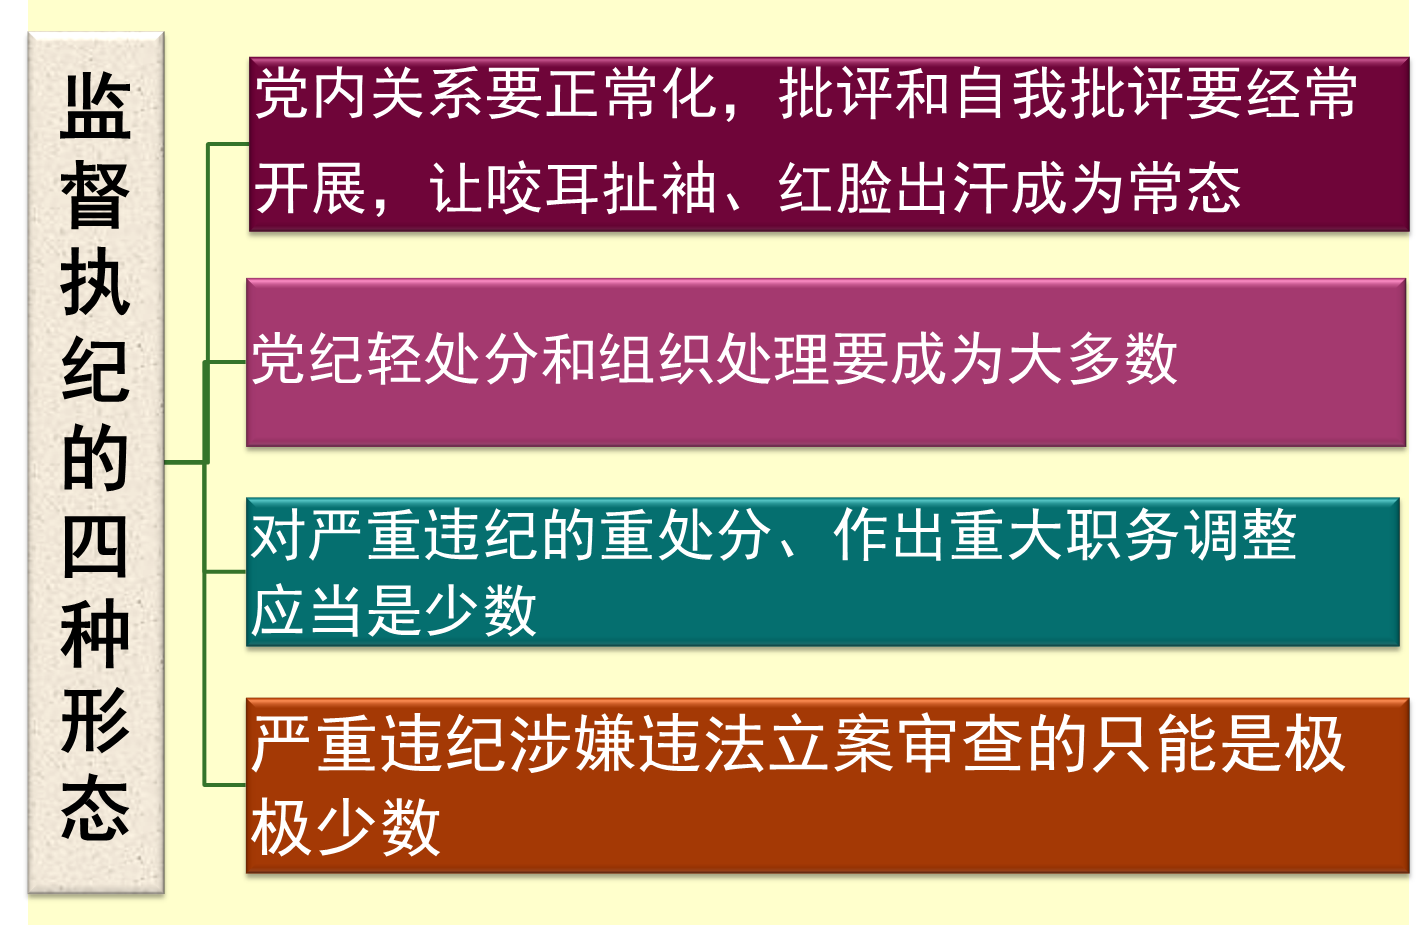 监督执纪的四种形态
党内关系要正常化，批评和自我批评要经常
开展，让咬耳扯袖、红脸出汗成为常态
党纪轻处分和组织处理要成为大多数
对严重违纪的重处分、作出重大职务调整
应当是少数
严重违纪涉嫌违法立案审查的只能是极
极少数